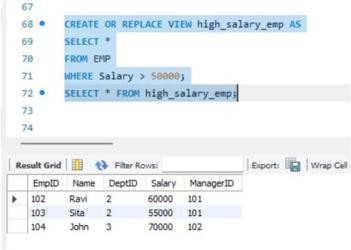 67
68 CREATE OR REPLACE VIEW high_salary_emp AS
69 SELECT *
70 FROM EMP
71 WHERE Salary > 50000;
72 SELECT * FROM high_salary_emp;
73
74
Result Grid Filter Rows: Export: Wrap Cell
EmpID Name DeptID Salary ManagerID
102 Ravi 2 60000 101
103 Sita 2 55000 101
104 John 3 70000 102